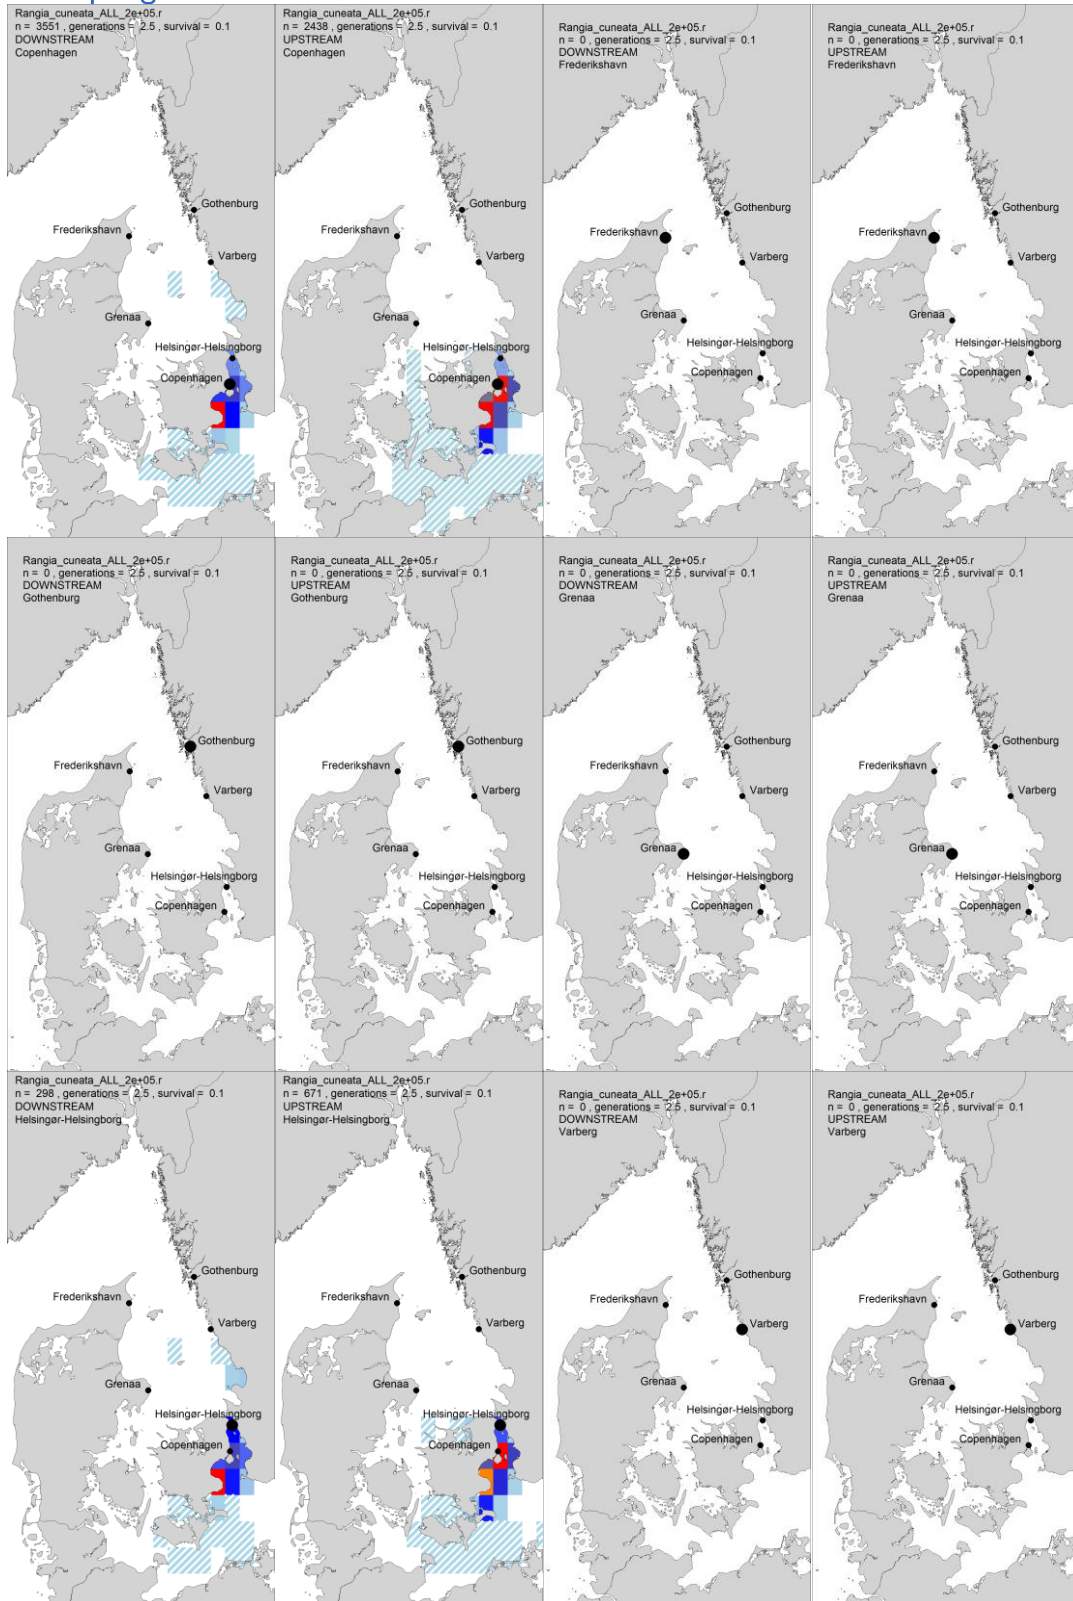 Rangia_cuneata_ALL_2e+05.r
n = 3551 , generations = 2.5 , survival = 0.1
DOWNSTREAM
Copenhagen
Gothenburg
Frederikshavn
Varberg
Grenaa
Helsingør-Helsingborg
Copenhagen
Rangia_cuneata_ALL_2e+05.r
n = 2438 , generations = 2.5 , survival = 0.1
UPSTREAM
Copenhagen
Gothenburg
Frederikshavn
Varberg
Grenaa
Helsingør-Helsingborg
Copenhagen
Rangia_cuneata_ALL_2e+05.r
n = 0 , generations = 2.5 , survival = 0.1
DOWNSTREAM
Frederikshavn
Gothenburg
Frederikshavn
Varberg
Grenaa
Helsingør-Helsingborg
Copenhagen
Rangia_cuneata_ALL_2e+05.r
n = 0 , generations = 2.5 , survival = 0.1
UPSTREAM
Frederikshavn
Gothenburg
Frederikshavn
Varberg
Grenaa
Helsingør-Helsingborg
Copenhagen
Rangia_cuneata_ALL_2e+05.r
n = 0 , generations = 2.5 , survival = 0.1
DOWNSTREAM
Gothenburg
Gothenburg
Frederikshavn
Varberg
Grenaa
Helsingør-Helsingborg
Copenhagen
Rangia_cuneata_ALL_2e+05.r
n = 0 , generations = 2.5 , survival = 0.1
UPSTREAM
Gothenburg
Gothenburg
Frederikshavn
Varberg
Grenaa
Helsingør-Helsingborg
Copenhagen
Rangia_cuneata_ALL_2e+05.r
n = 0 , generations = 2.5 , survival = 0.1
DOWNSTREAM
Grenaa
Gothenburg
Frederikshavn
Varberg
Grenaa
Helsingør-Helsingborg
Copenhagen
Rangia_cuneata_ALL_2e+05.r
n = 0 , generations = 2.5 , survival = 0.1
UPSTREAM
Grenaa
Gothenburg
Frederikshavn
Varberg
Grenaa
Helsingør-Helsingborg
Copenhagen
Rangia_cuneata_ALL_2e+05.r
n = 298 , generations = 2.5 , survival = 0.1
DOWNSTREAM
Helsingør-Helsingborg
Gothenburg
Frederikshavn
Varberg
Grenaa
Helsingør-Helsingborg
Copenhagen
Rangia_cuneata_ALL_2e+05.r
n = 671 , generations = 2.5 , survival = 0.1
UPSTREAM
Helsingør-Helsingborg
Gothenburg
Frederikshavn
Varberg
Grenaa
Helsingør-Helsingborg
Copenhagen
Rangia_cuneata_ALL_2e+05.r
n = 0 , generations = 2.5 , survival = 0.1
DOWNSTREAM
Varberg
Gothenburg
Frederikshavn
Varberg
Grenaa
Helsingør-Helsingborg
Copenhagen
Rangia_cuneata_ALL_2e+05.r
n = 0 , generations = 2.5 , survival = 0.1
UPSTREAM
Varberg
Gothenburg
Frederikshavn
Varberg
Grenaa
Helsingør-Helsingborg
Copenhagen